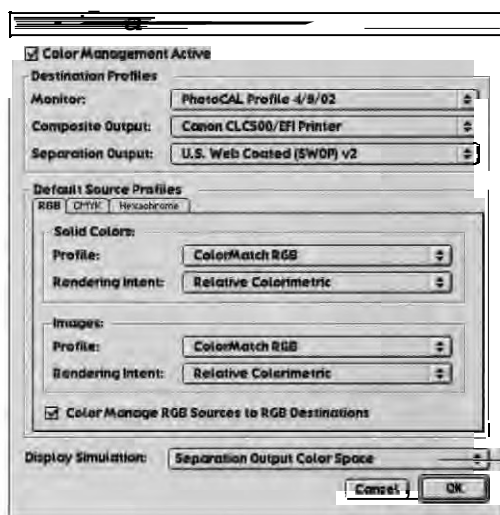 Color Management Active
Destination Profiles
Monitor: PhotoCAL Profile 4/9/02
Composite Output: Canon CLC500/EFI Printer
Separation Output: U.S. Web Coated (SWOP) v2
Default Source Profiles
RGB CMYK Hexachrome
Solid Colors:
Profile: ColorMatch RGB
Rendering Intent: Relative Colorimetric
Images:
Profile: ColorMatch RGB
Rendering Intent: Relative Colorimetric
Color Manage RGB Sources to RGB Destinations
Display Simulation: Separation Output Color Space
Cancel OK